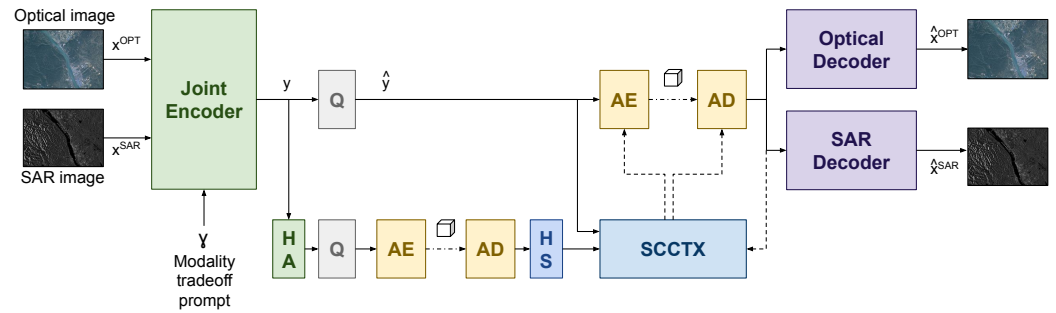 Optical image
x^OPT
Joint
Encoder
x^SAR
SAR image
ɣ
Modality
tradeoff
prompt
y
Q
ŷ
AE
AD
H
A
Q
AE
AD
H
S
SCCTX
Optical
Decoder
x̂^OPT
SAR
Decoder
x̂^SAR